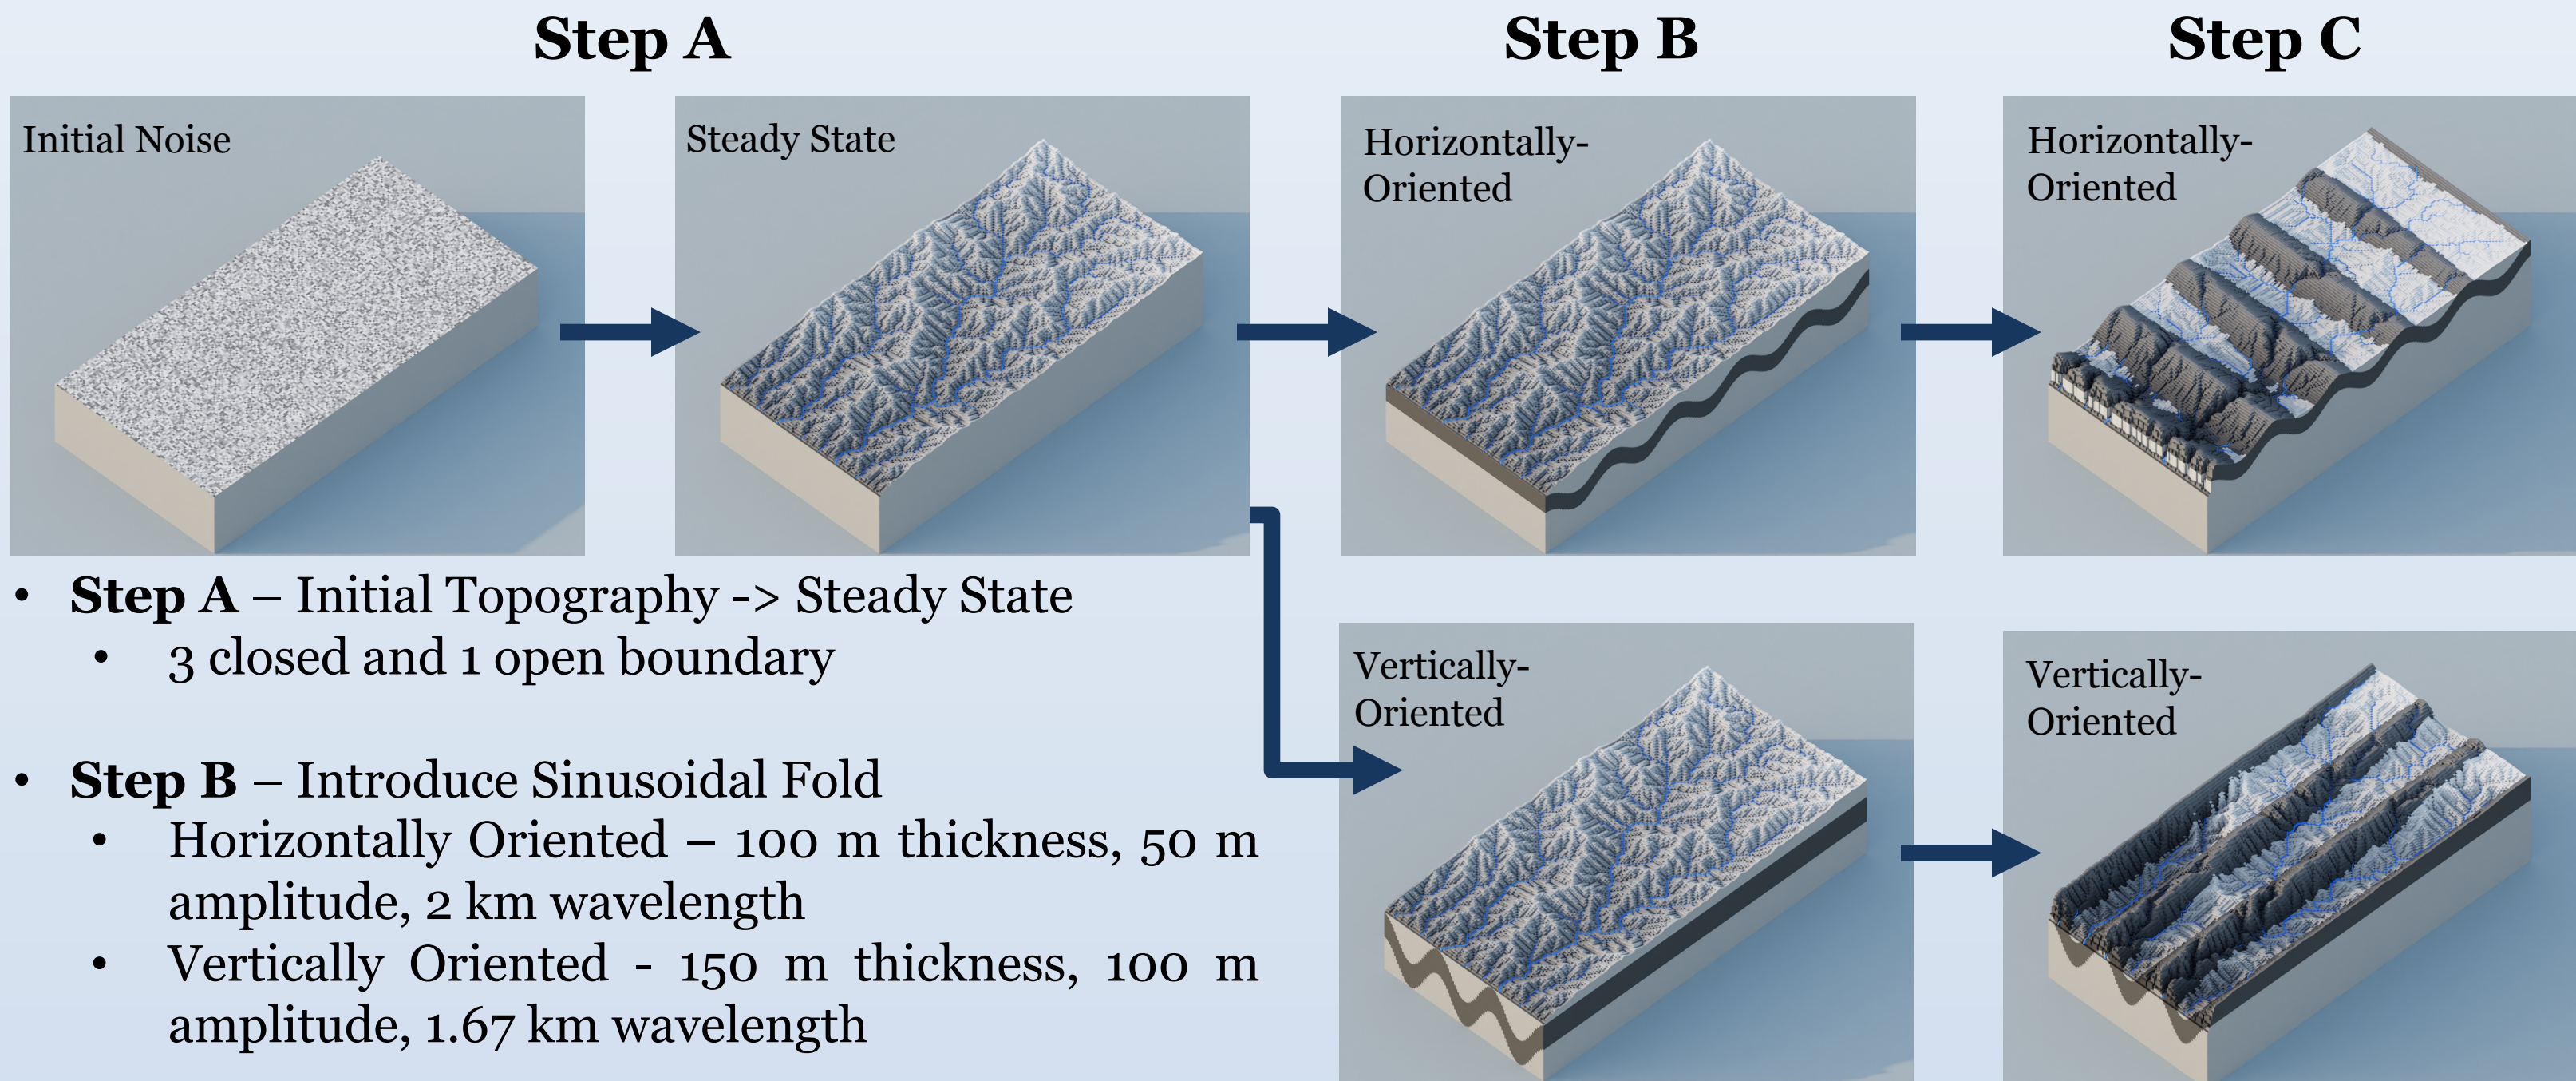 Step A
Step B
Step C
Initial Noise
Steady State
Horizontally-
Oriented
Horizontally-
Oriented
• Step A – Initial Topography -> Steady State
• 3 closed and 1 open boundary
• Step B – Introduce Sinusoidal Fold
• Horizontally Oriented – 100 m thickness, 50 m
amplitude, 2 km wavelength
• Vertically Oriented - 150 m thickness, 100 m
amplitude, 1.67 km wavelength
Vertically-
Oriented
Vertically-
Oriented